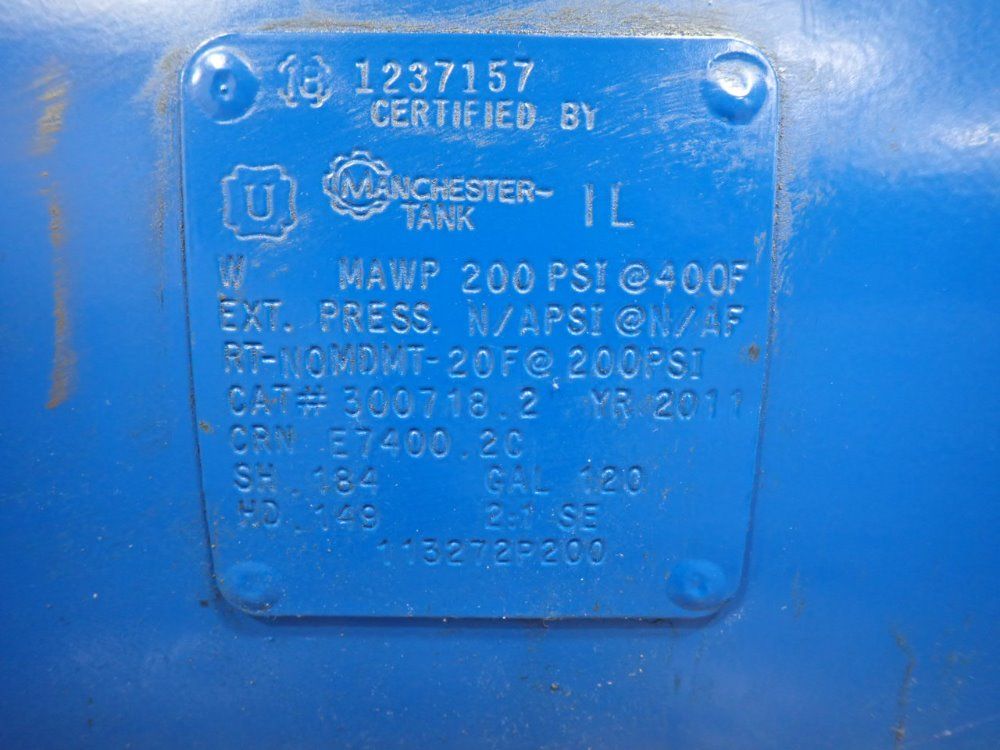 1237157
CERTIFIED BY
U MANCHESTER- IL
TANK
W MAWP 200 PSI @ 400F
EXT. PRESS. N/APSI @ N/AF
RT-NOMDMT-20F@ 200PSI
CAT# 300718.2 YR 2011
CRN E7400.2C
SH .184 GAL 120
HD .149 2:1 SE
113272P200